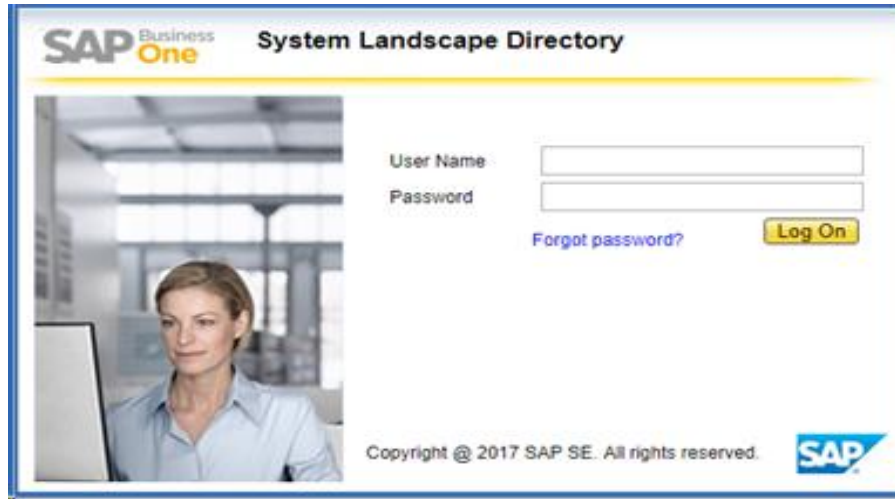 SAP Business One
System Landscape Directory
User Name
Password
Forgot password?
Log On
Copyright @ 2017 SAP SE. All rights reserved.
SAP